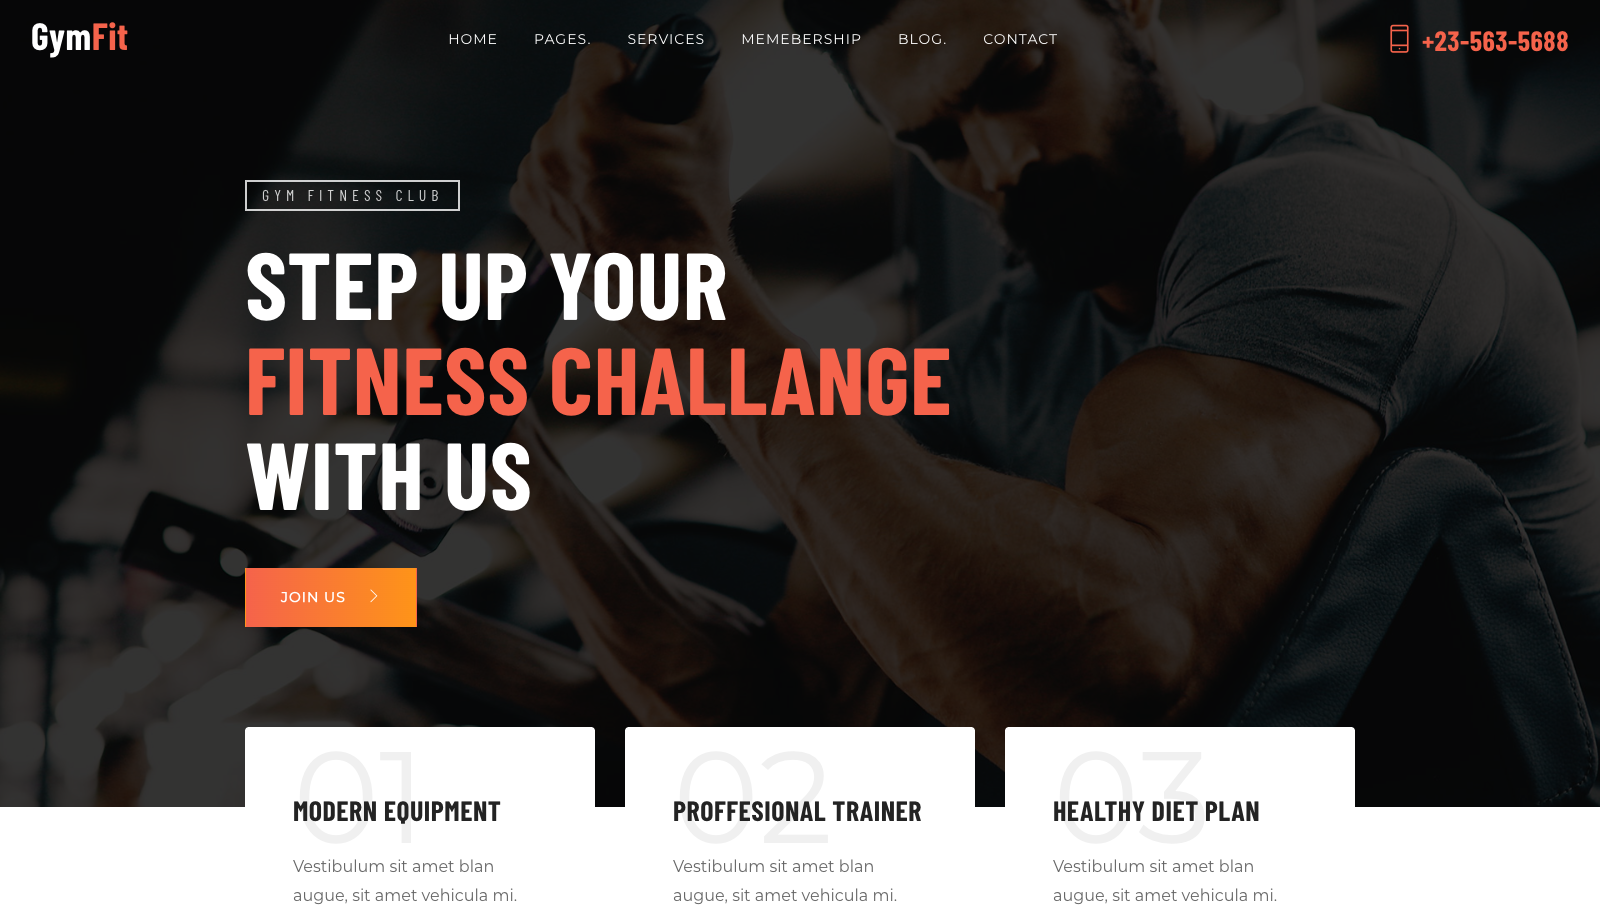 GymFit
HOME PAGES. SERVICES MEMEBERSHIP BLOG. CONTACT
+23-563-5688
GYM FITNESS CLUB
STEP UP YOUR
FITNESS CHALLANGE
WITH US
JOIN US
01
MODERN EQUIPMENT
Vestibulum sit amet blan
augue, sit amet vehicula mi.
02
PROFFESIONAL TRAINER
Vestibulum sit amet blan
augue, sit amet vehicula mi.
03
HEALTHY DIET PLAN
Vestibulum sit amet blan
augue, sit amet vehicula mi.